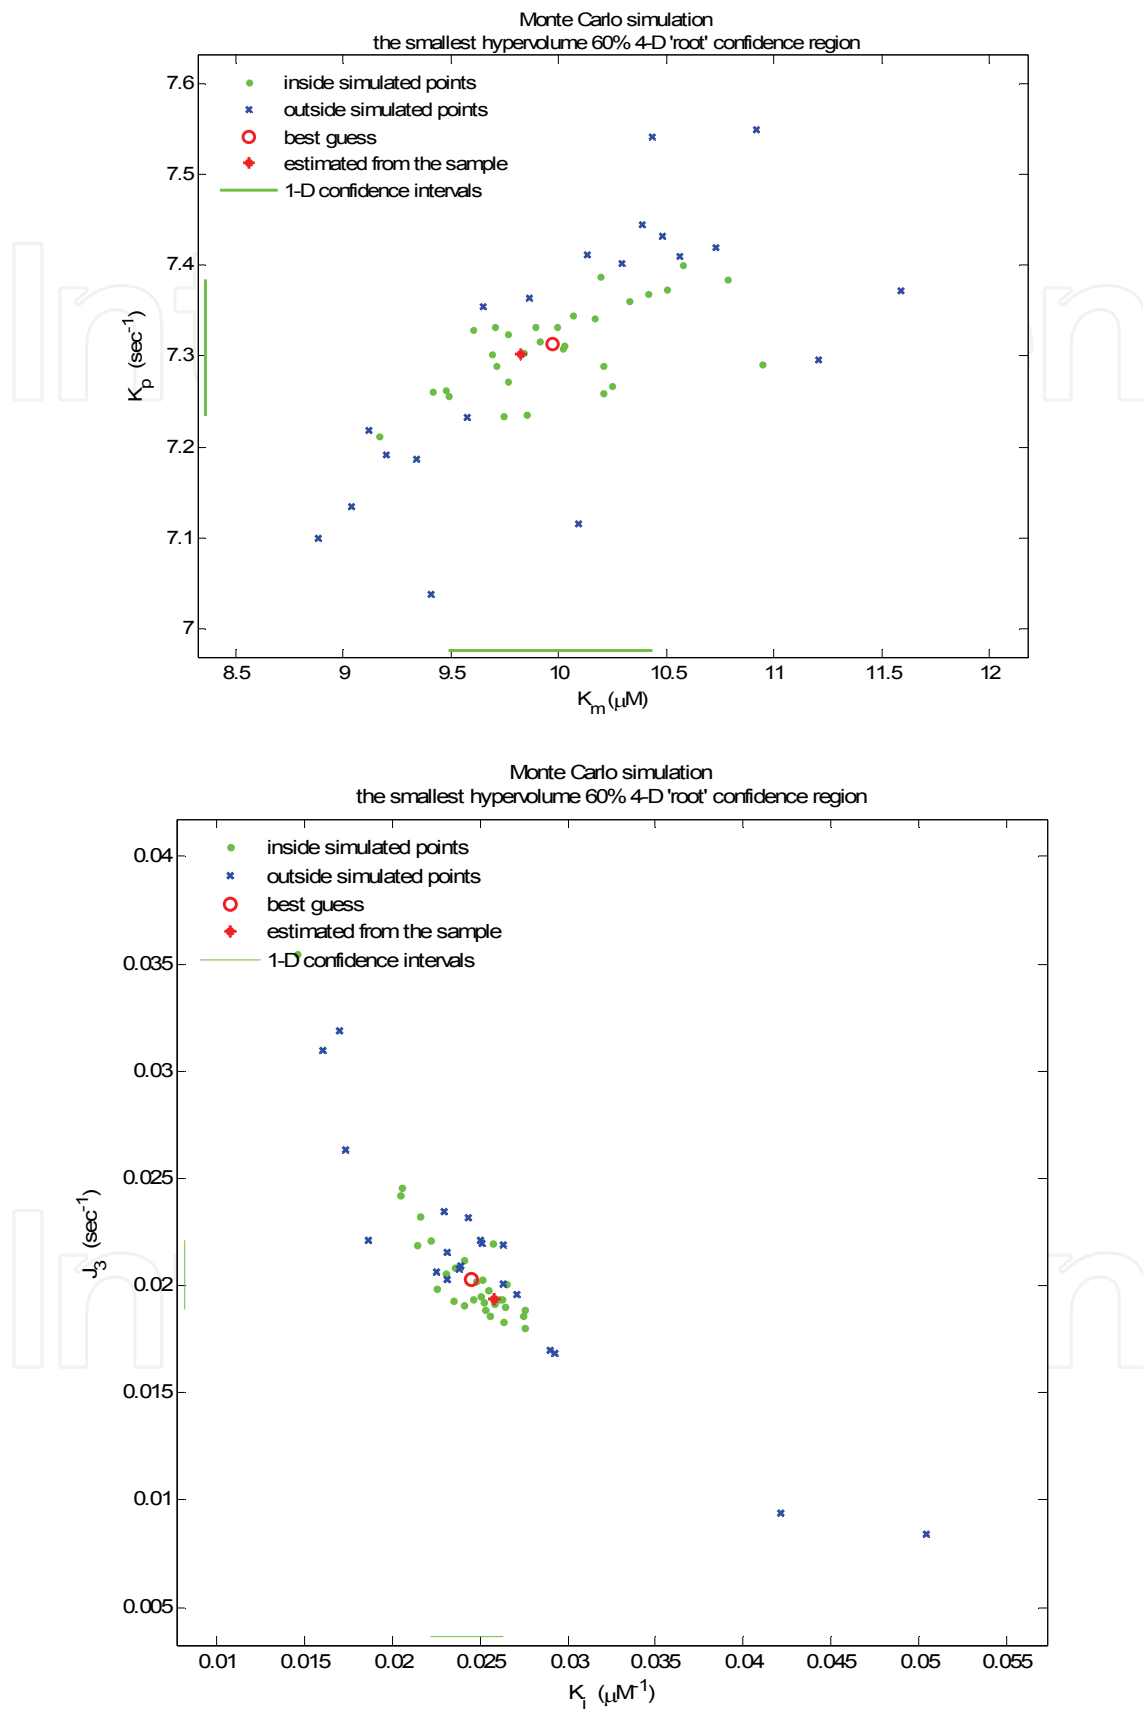 Monte Carlo simulation
the smallest hypervolume 60% 4-D 'root' confidence region
inside simulated points
outside simulated points
best guess
estimated from the sample
1-D confidence intervals
7.6
7.5
7.4
7.3
7.2
7.1
7
K_p (sec^-1)
8.5 9 9.5 10 10.5 11 11.5 12
K_m (μM)
Monte Carlo simulation
the smallest hypervolume 60% 4-D 'root' confidence region
inside simulated points
outside simulated points
best guess
estimated from the sample
1-D confidence intervals
0.04
0.035
0.03
0.025
0.02
0.015
0.01
0.005
J_3 (sec^-1)
0.01 0.015 0.02 0.025 0.03 0.035 0.04 0.045 0.05 0.055
K_i (μM^-1)